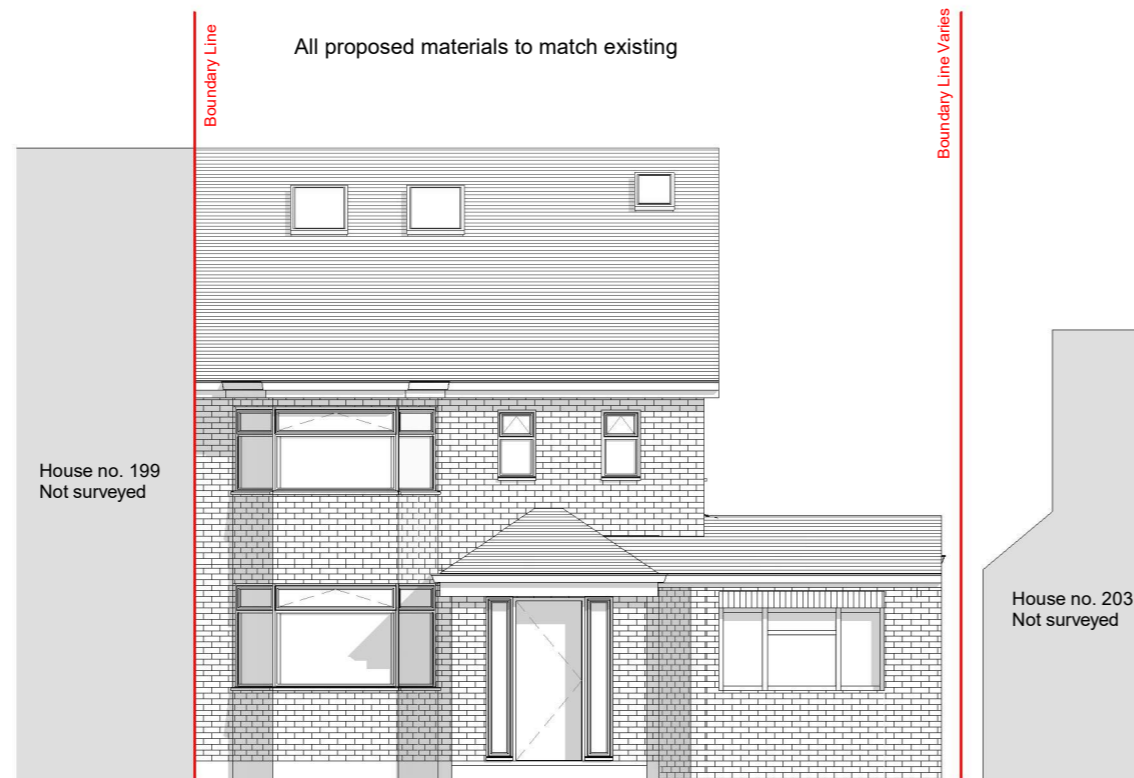 All proposed materials to match existing
Boundary Line
Boundary Line Varies
House no. 199
Not surveyed
House no. 203
Not surveyed